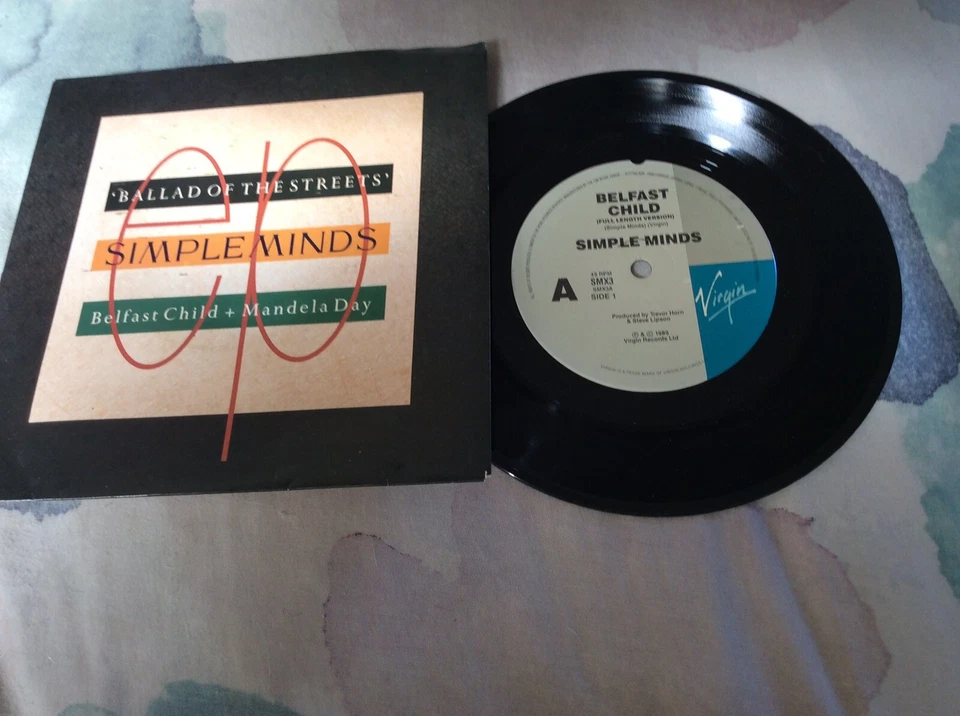 'BALLAD OF THE STREETS'
SIMPLE MINDS
Belfast Child + Mandela Day
ep
BELFAST
CHILD
(FULL LENGTH VERSION)
(Simple Minds) (Virgin)
SIMPLE MINDS
A
45 RPM
SMX3
SMX3A
SIDE 1
Virgin
Produced by Trevor Horn
& Steve Lipson
℗ & © 1989
Virgin Records Ltd